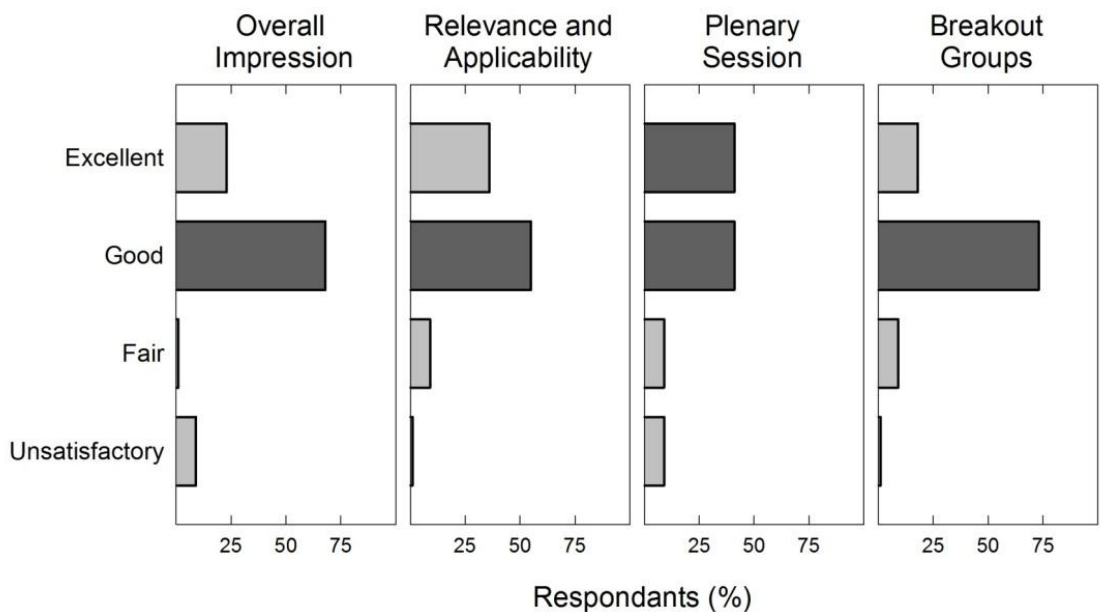 Overall
Impression
Relevance and
Applicability
Plenary
Session
Breakout
Groups
Excellent
Good
Fair
Unsatisfactory
25 50 75
25 50 75
25 50 75
25 50 75
Respondants (%)